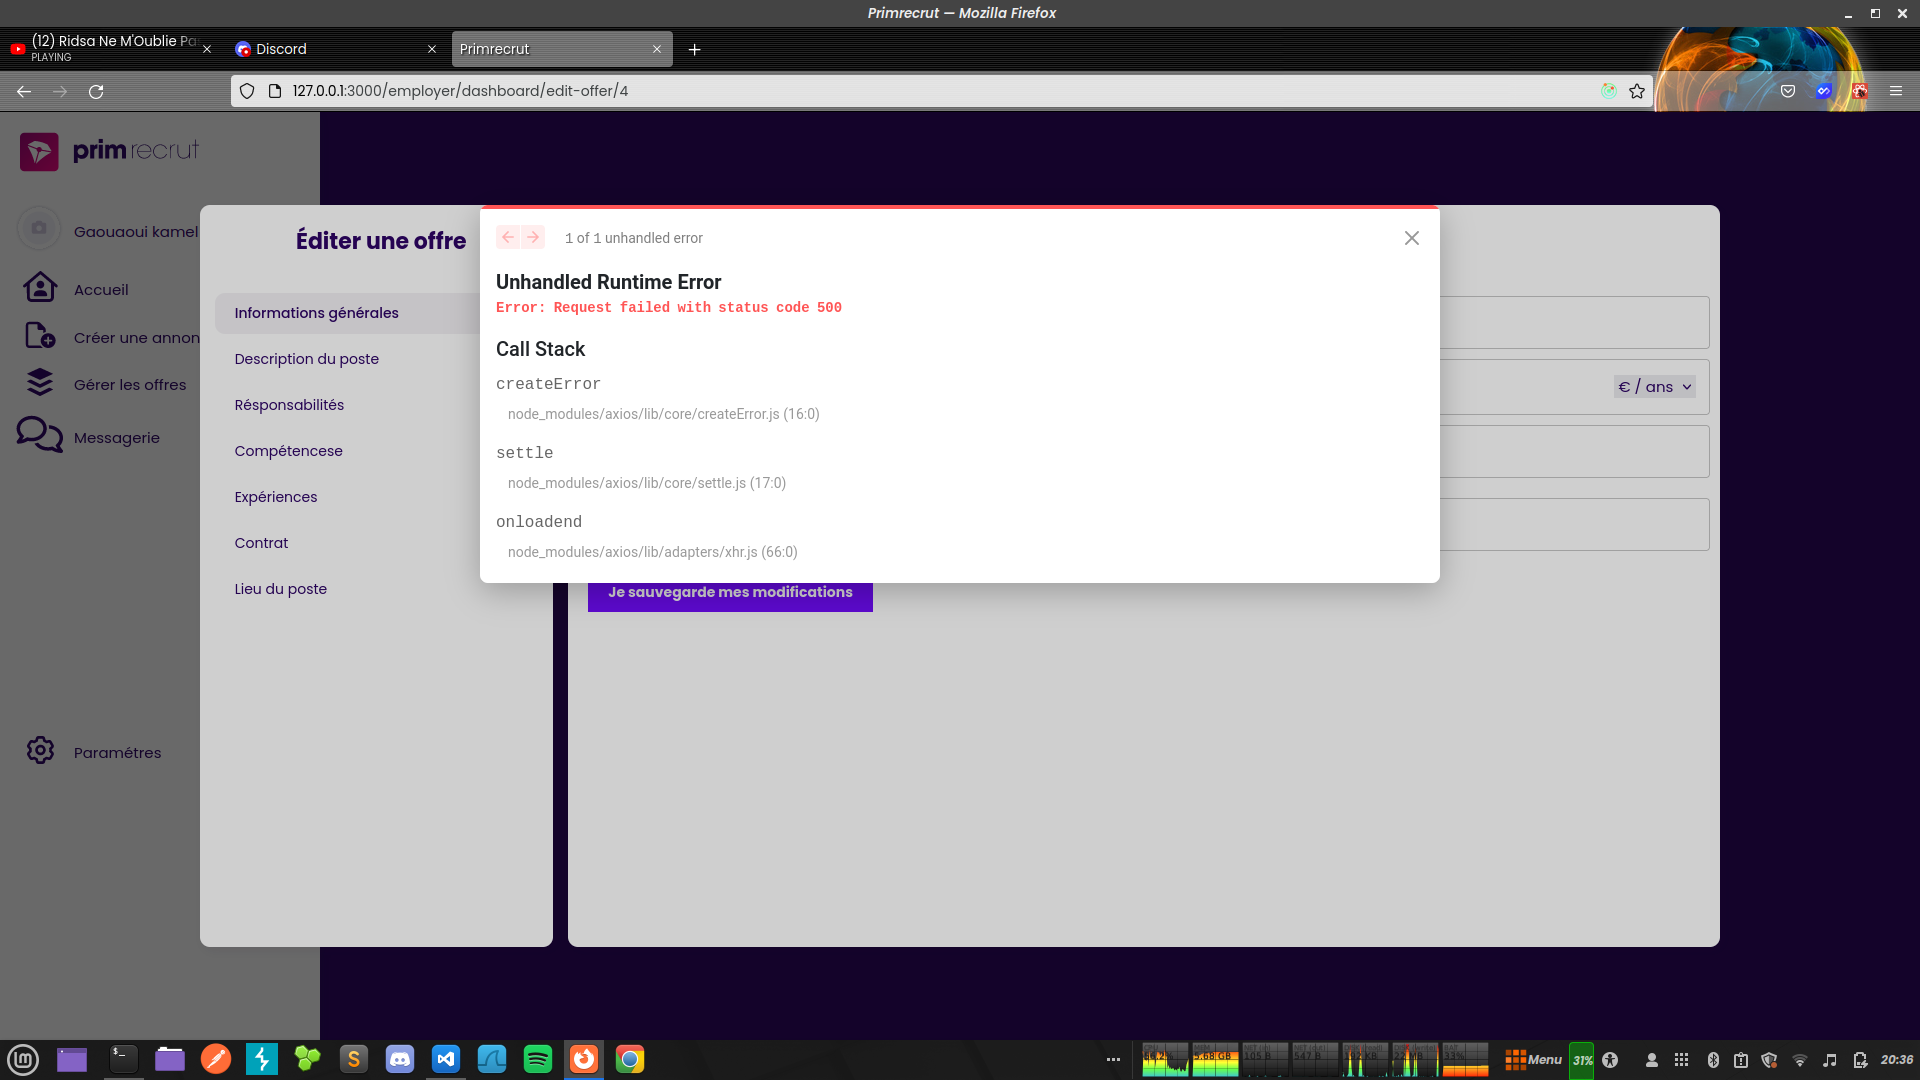 Primrecrut — Mozilla Firefox
(12) Ridsa Ne M'Oublie Pa
PLAYING
Discord
Primrecrut
127.0.0.1:3000/employer/dashboard/edit-offer/4
primrecrut
Gaouaoui kamel
Accueil
Créer une annon
Gérer les offres
Messagerie
Paramétres
Éditer une offre
Informations générales
Description du poste
Résponsabilités
Compétencese
Expériences
Contrat
Lieu du poste
1 of 1 unhandled error
Unhandled Runtime Error
Error: Request failed with status code 500
Call Stack
createError
node_modules/axios/lib/core/createError.js (16:0)
settle
node_modules/axios/lib/core/settle.js (17:0)
onloadend
node_modules/axios/lib/adapters/xhr.js (66:0)
€ / ans
Je sauvegarde mes modifications
Menu
31%
20:36